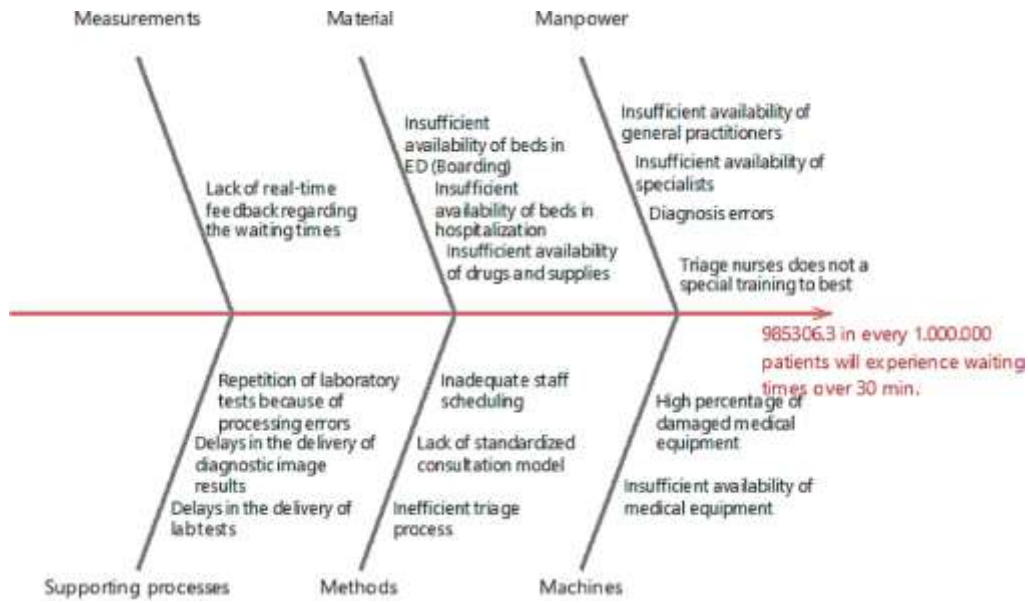 Measurements
Material
Manpower
Lack of real-time
feedback regarding
the waiting times
Insufficient
availability of beds in
ED (Boarding)
Insufficient
availability of beds in
hospitalization
Insufficient availability
of drugs and supplies
Insufficient availability of
general practitioners
Insufficient availability of
specialists
Diagnosis errors
Triage nurses does not a
special training to best
985306.3 in every 1.000.000
patients will experience waiting
times over 30 min.
Repetition of laboratory
tests because of
processing errors
Delays in the delivery of
diagnostic image
results
Delays in the delivery of
lab tests
Inadequate staff
scheduling
Lack of standardized
consultation model
Inefficient triage
process
High percentage of
damaged medical
equipment
Insufficient availability of
medical equipment
Supporting processes
Methods
Machines